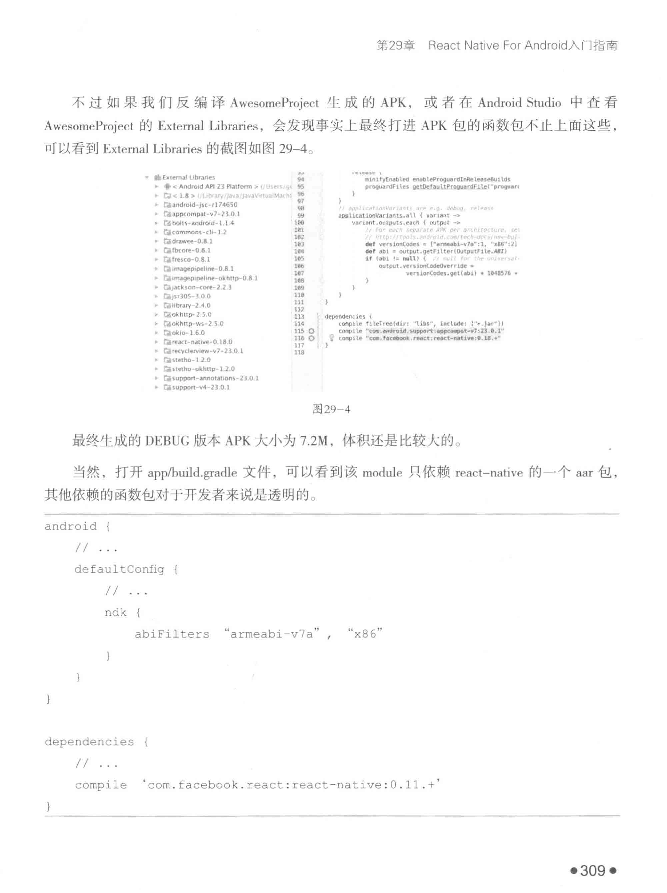 第29章 React Native For Android入门指南
不过如果我们反编译 AwesomeProject 生成的 APK，或者在 Android Studio 中查看
AwesomeProject 的 External Libraries，会发现事实上最终打进 APK 包的函数包不止上面这些，
可以看到 External Libraries 的截图如图 29–4。
External Libraries
< Android API 23 Platform >
< 1.8 >
android-jsc-r174650
appcompat-v7-23.0.1
bolts-android-1.1.4
commons-cli-1.2
drawee-0.8.1
fbcore-0.8.1
fresco-0.8.1
imagepipeline-0.8.1
imagepipeline-okhttp-0.8.1
jackson-core-2.2.3
jsr305-3.0.0
library-2.4.0
okhttp-2.5.0
okhttp-ws-2.5.0
okio-1.6.0
react-native-0.18.0
recyclerview-v7-23.0.1
stetho-1.2.0
stetho-okhttp-1.2.0
support-annotations-23.0.1
support-v4-23.0.1
94 minifyEnabled enableProguardInReleaseBuilds
95 proguardFiles getDefaultProguardFile("proguar
96 }
97 }
98 // applicationVariants are e.g. debug, release
99 applicationVariants.all { variant ->
100 variant.outputs.each { output ->
101 // For each separate APK per architecture, set
102
103 def versionCodes = ["armeabi-v7a":1, "x86":2]
104 def abi = output.getFilter(OutputFile.ABI)
105 if (abi != null) { // null for the universal-
106 output.versionCodeOverride =
107 versionCodes.get(abi) * 1048576 +
108 }
109 }
110 }
111 }
112
113 dependencies {
114 compile fileTree(dir: "libs", include: ["*.jar"])
115 compile "com.android.support:appcompat-v7:23.0.1"
116 compile "com.facebook.react:react-native:0.18.+"
117 }
118
图29–4
最终生成的 DEBUG 版本 APK 大小为 7.2M，体积还是比较大的。
当然，打开 app/build.gradle 文件，可以看到该 module 只依赖 react–native 的一个 aar 包，
其他依赖的函数包对于开发者来说是透明的。
android {
// ...
defaultConfig {
// ...
ndk {
abiFilters “armeabi-v7a”, “x86”
}
}
}
dependencies {
// ...
compile ‘com.facebook.react:react-native:0.11.+’
}
●309●